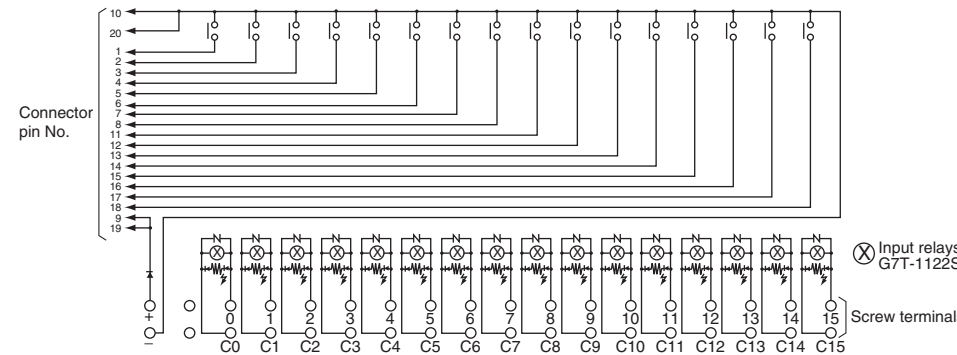 10
20
1
2
3
4
5
6
7
8
11
12
13
14
15
16
17
18
9
19
Connector
pin No.
N N N N N N N N N N N N N N N N
Input relays
G7T-1122S
+ 0 1 2 3 4 5 6 7 8 9 10 11 12 13 14 15
Screw terminal
– C0 C1 C2 C3 C4 C5 C6 C7 C8 C9 C10 C11 C12 C13 C14 C15